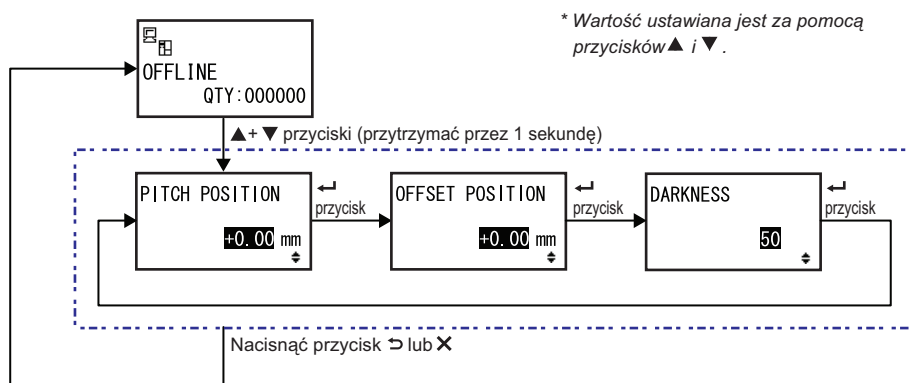 * Wartość ustawiana jest za pomocą
przycisków ▲ i ▼ .
OFFLINE
QTY:000000
▲+ ▼ przyciski (przytrzymać przez 1 sekundę)
PITCH POSITION
+0.00 mm
↵
przycisk
OFFSET POSITION
+0.00 mm
↵
przycisk
DARKNESS
50
↵
przycisk
Nacisnąć przycisk ⮌ lub ✕